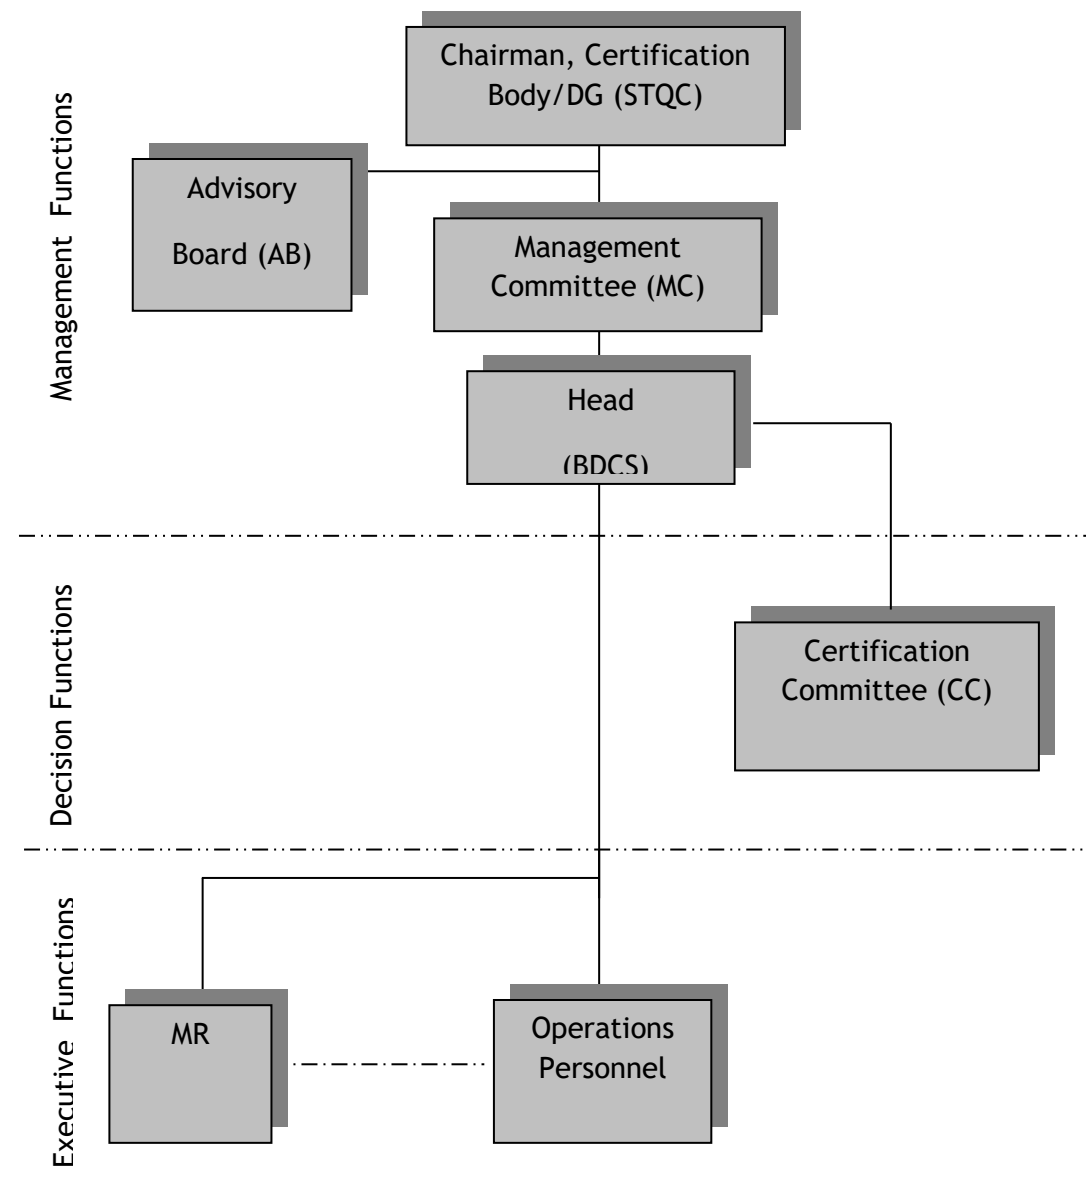 Chairman, Certification
Body/DG (STQC)
Management Functions
Advisory
Board (AB)
Management
Committee (MC)
Head
(BDCS)
Decision Functions
Certification
Committee (CC)
Executive Functions
MR
Operations
Personnel